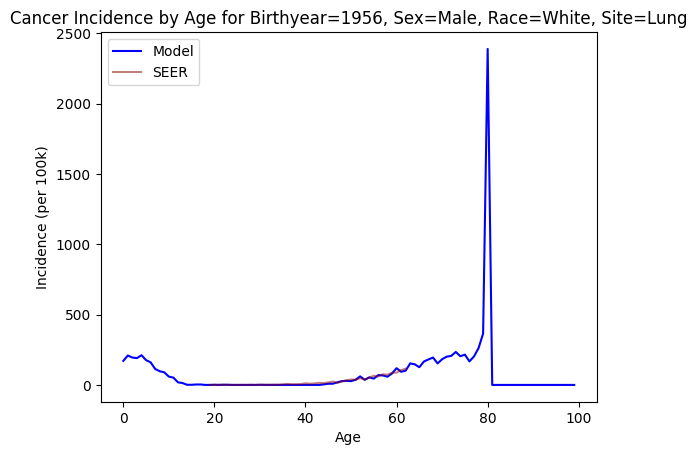 Cancer Incidence by Age for Birthyear=1956, Sex=Male, Race=White, Site=Lung
2500
2000
1500
1000
500
0
Incidence (per 100k)
Model
SEER
0 20 40 60 80 100
Age